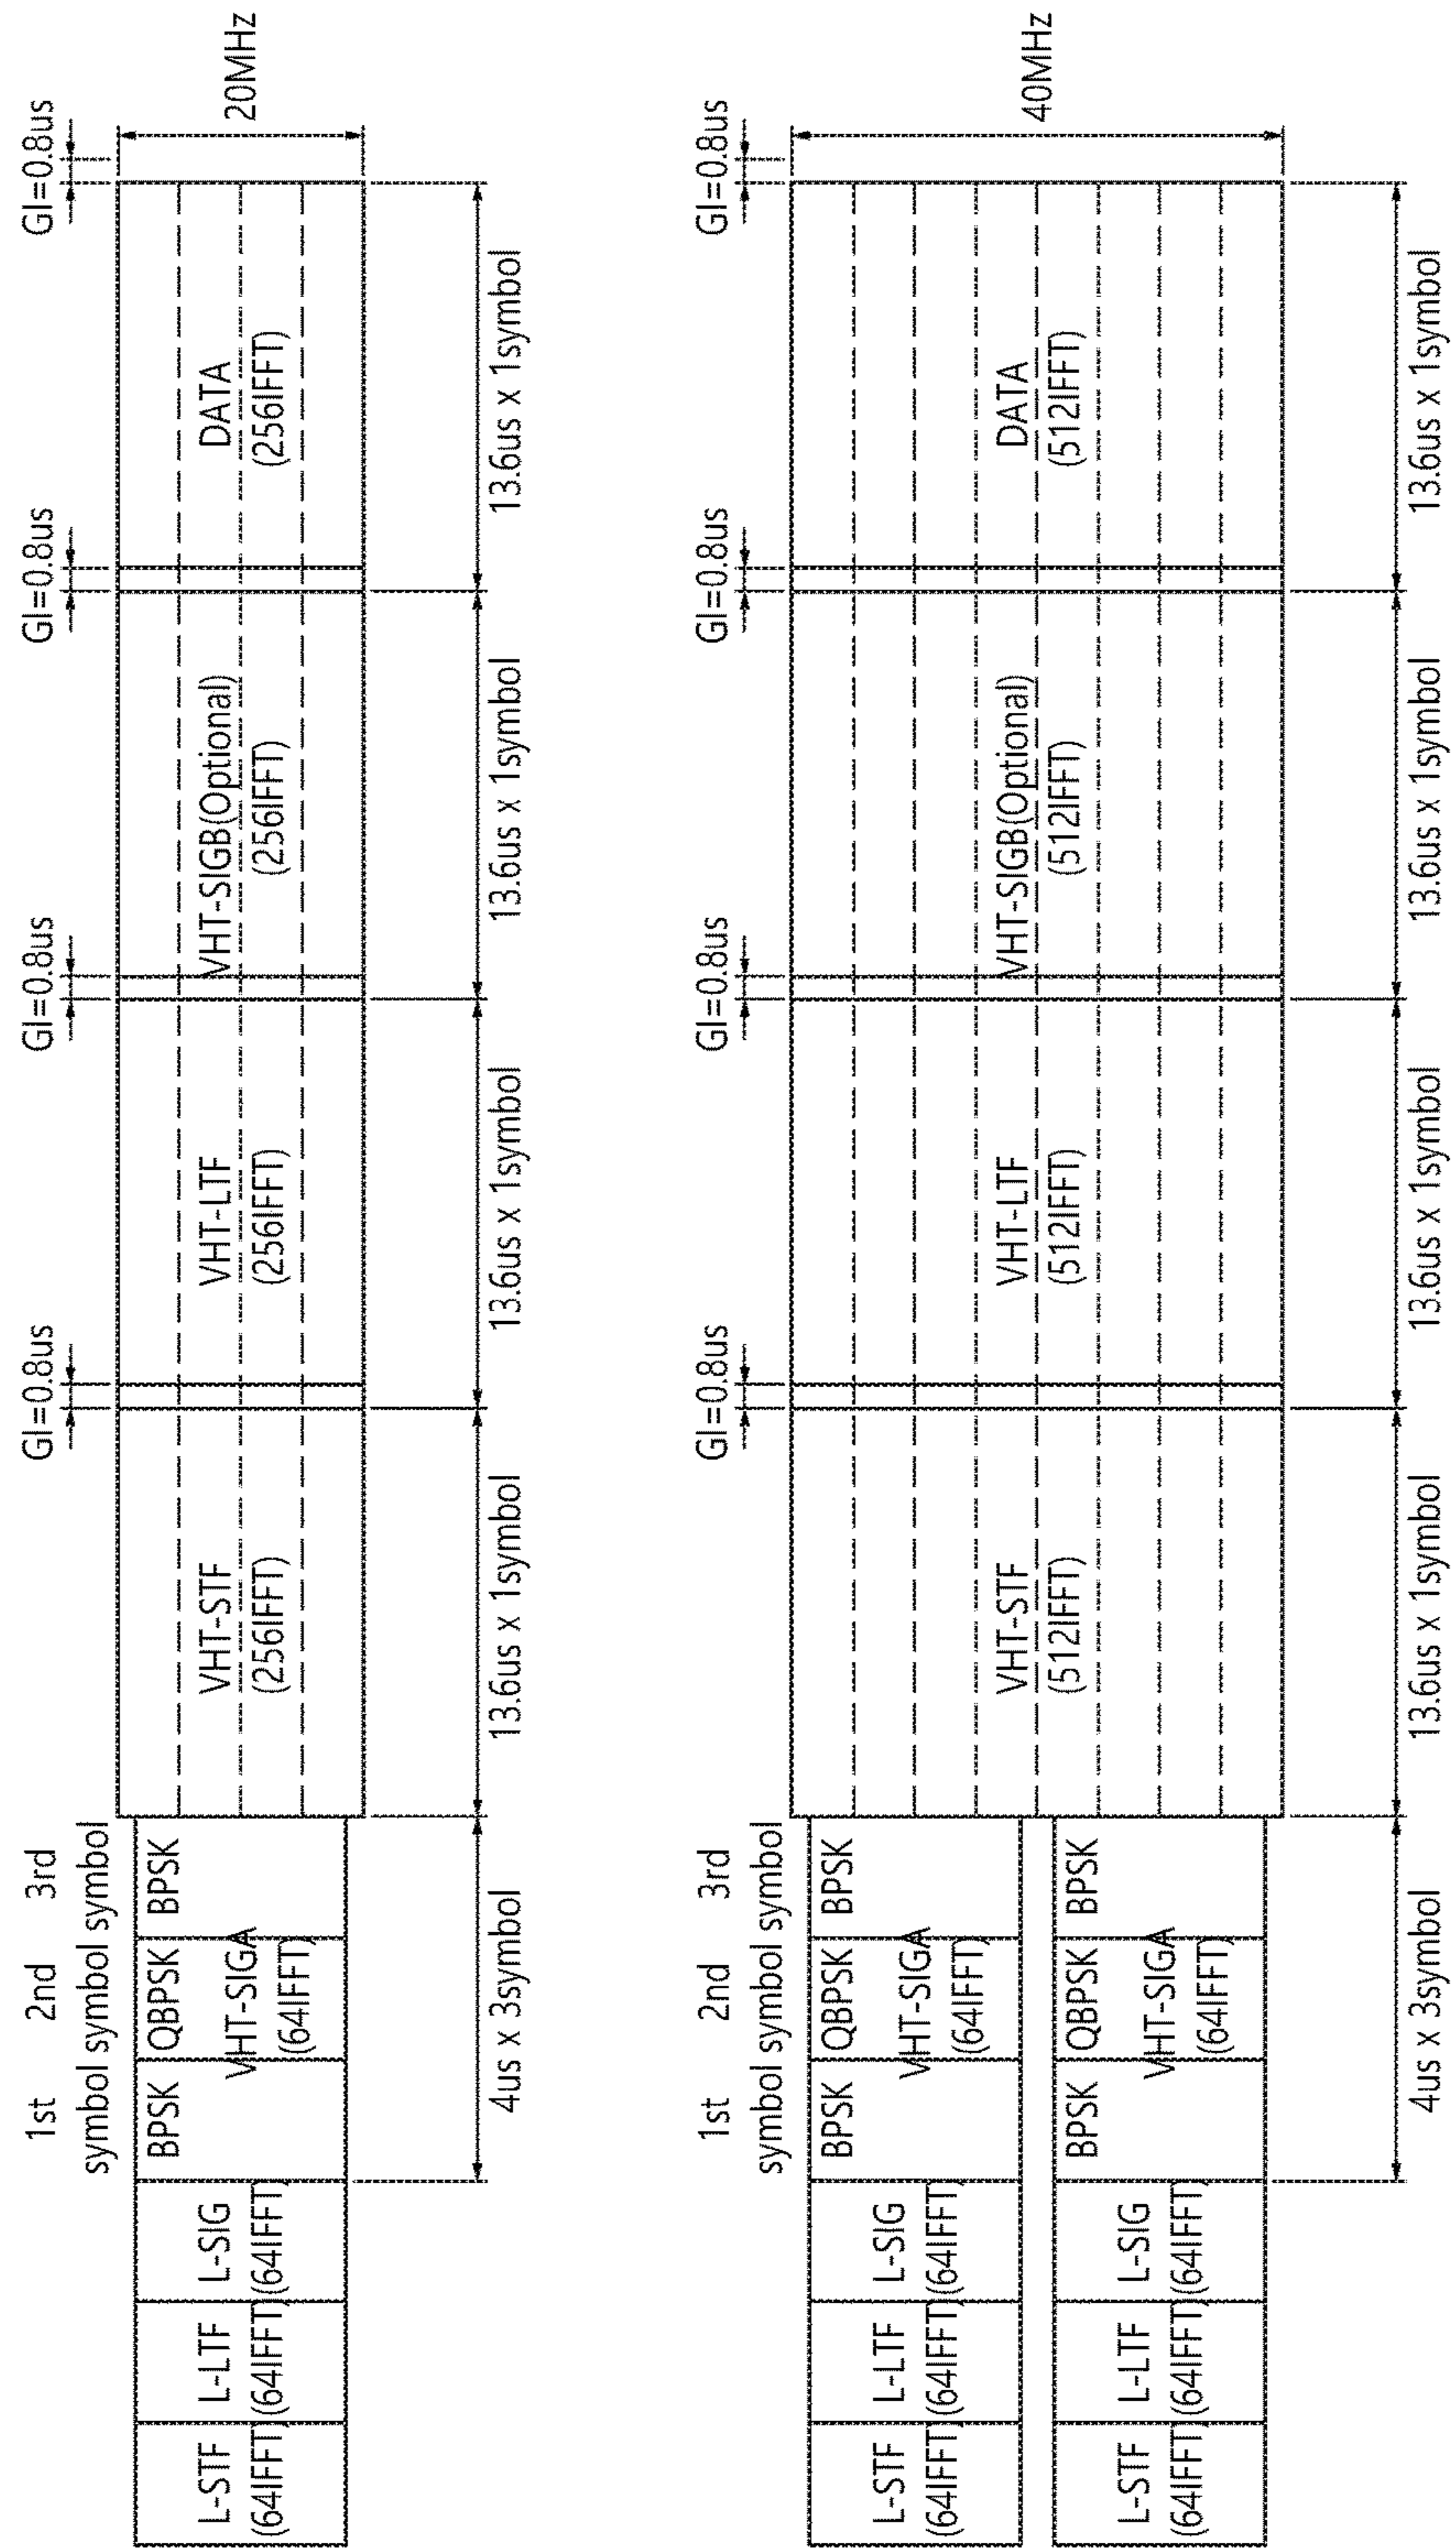 GI=0.8us
GI=0.8us
GI=0.8us
GI=0.8us
1st
symbol
2nd
symbol
3rd
symbol
L-STF
(64IFFT)
L-LTF
(64IFFT)
L-SIG
(64IFFT)
BPSK
QBPSK
BPSK
VHT-SIGA
(64IFFT)
VHT-STF
(256IFFT)
VHT-LTF
(256IFFT)
VHT-SIGB(Optional)
(256IFFT)
DATA
(256IFFT)
20MHz
4us x 3symbol
13.6us x 1symbol
13.6us x 1symbol
13.6us x 1symbol
13.6us x 1symbol
GI=0.8us
GI=0.8us
GI=0.8us
GI=0.8us
1st
symbol
2nd
symbol
3rd
symbol
L-STF
(64IFFT)
L-LTF
(64IFFT)
L-SIG
(64IFFT)
BPSK
QBPSK
BPSK
VHT-SIGA
(64IFFT)
L-STF
(64IFFT)
L-LTF
(64IFFT)
L-SIG
(64IFFT)
BPSK
QBPSK
BPSK
VHT-SIGA
(64IFFT)
VHT-STF
(512IFFT)
VHT-LTF
(512IFFT)
VHT-SIGB(Optional)
(512IFFT)
DATA
(512IFFT)
40MHz
4us x 3symbol
13.6us x 1symbol
13.6us x 1symbol
13.6us x 1symbol
13.6us x 1symbol